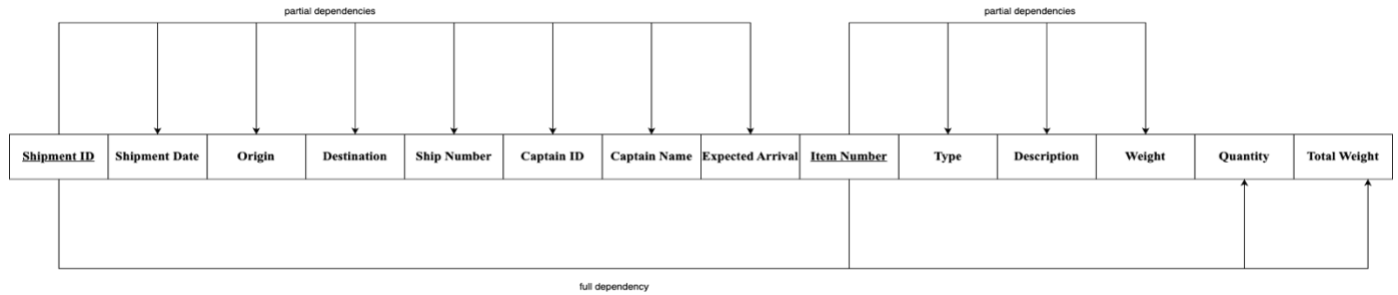 partial dependencies partial dependencies
Shipment ID Shipment Date Origin Destination Ship Number Captain ID Captain Name Expected Arrival Item Number Type Description Weight Quantity Total Weight
full dependency